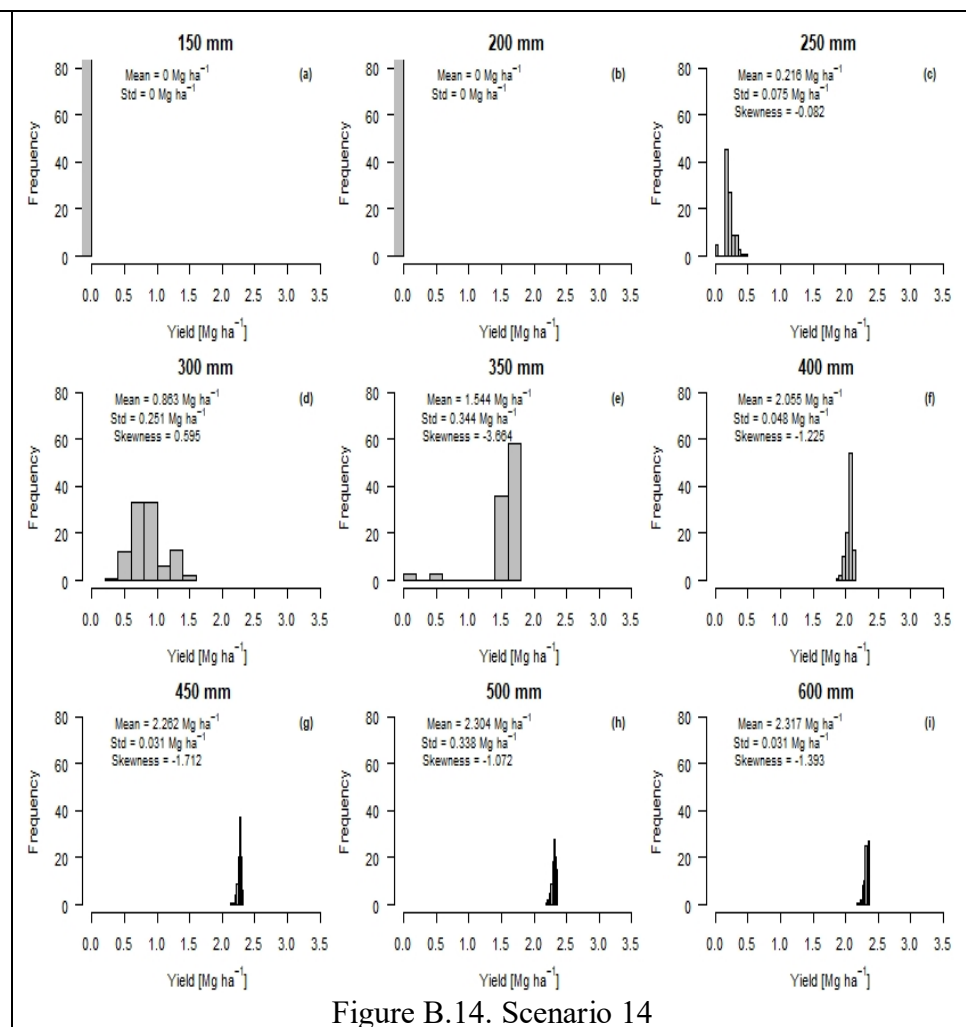 150 mm
Mean = 0 Mg ha⁻¹
Std = 0 Mg ha⁻¹
(a)
Frequency
80
60
40
20
0
0.0 0.5 1.0 1.5 2.0 2.5 3.0 3.5
Yield [Mg ha⁻¹]
200 mm
Mean = 0 Mg ha⁻¹
Std = 0 Mg ha⁻¹
(b)
Frequency
80
60
40
20
0
0.0 0.5 1.0 1.5 2.0 2.5 3.0 3.5
Yield [Mg ha⁻¹]
250 mm
Mean = 0.216 Mg ha⁻¹
Std = 0.075 Mg ha⁻¹
Skewness = -0.082
(c)
Frequency
80
60
40
20
0
0.0 0.5 1.0 1.5 2.0 2.5 3.0 3.5
Yield [Mg ha⁻¹]
300 mm
Mean = 0.863 Mg ha⁻¹
Std = 0.251 Mg ha⁻¹
Skewness = 0.595
(d)
Frequency
80
60
40
20
0
0.0 0.5 1.0 1.5 2.0 2.5 3.0 3.5
Yield [Mg ha⁻¹]
350 mm
Mean = 1.544 Mg ha⁻¹
Std = 0.344 Mg ha⁻¹
Skewness = -3.664
(e)
Frequency
80
60
40
20
0
0.0 0.5 1.0 1.5 2.0 2.5 3.0 3.5
Yield [Mg ha⁻¹]
400 mm
Mean = 2.055 Mg ha⁻¹
Std = 0.048 Mg ha⁻¹
Skewness = -1.225
(f)
Frequency
80
60
40
20
0
0.0 0.5 1.0 1.5 2.0 2.5 3.0 3.5
Yield [Mg ha⁻¹]
450 mm
Mean = 2.262 Mg ha⁻¹
Std = 0.031 Mg ha⁻¹
Skewness = -1.712
(g)
Frequency
80
60
40
20
0
0.0 0.5 1.0 1.5 2.0 2.5 3.0 3.5
Yield [Mg ha⁻¹]
500 mm
Mean = 2.304 Mg ha⁻¹
Std = 0.338 Mg ha⁻¹
Skewness = -1.072
(h)
Frequency
80
60
40
20
0
0.0 0.5 1.0 1.5 2.0 2.5 3.0 3.5
Yield [Mg ha⁻¹]
600 mm
Mean = 2.317 Mg ha⁻¹
Std = 0.031 Mg ha⁻¹
Skewness = -1.393
(i)
Frequency
80
60
40
20
0
0.0 0.5 1.0 1.5 2.0 2.5 3.0 3.5
Yield [Mg ha⁻¹]
Figure B.14. Scenario 14